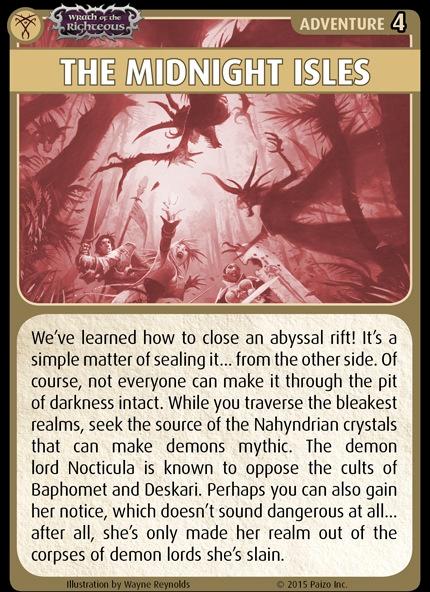 Wrath of the
Righteous
ADVENTURE 4
THE MIDNIGHT ISLES
We've learned how to close an abyssal rift! It's a
simple matter of sealing it... from the other side. Of
course, not everyone can make it through the pit
of darkness intact. While you traverse the bleakest
realms, seek the source of the Nahyndrian crystals
that can make demons mythic. The demon
lord Nocticula is known to oppose the cults of
Baphomet and Deskari. Perhaps you can also gain
her notice, which doesn't sound dangerous at all...
after all, she's only made her realm out of the
corpses of demon lords she's slain.
Illustration by Wayne Reynolds
© 2015 Paizo Inc.